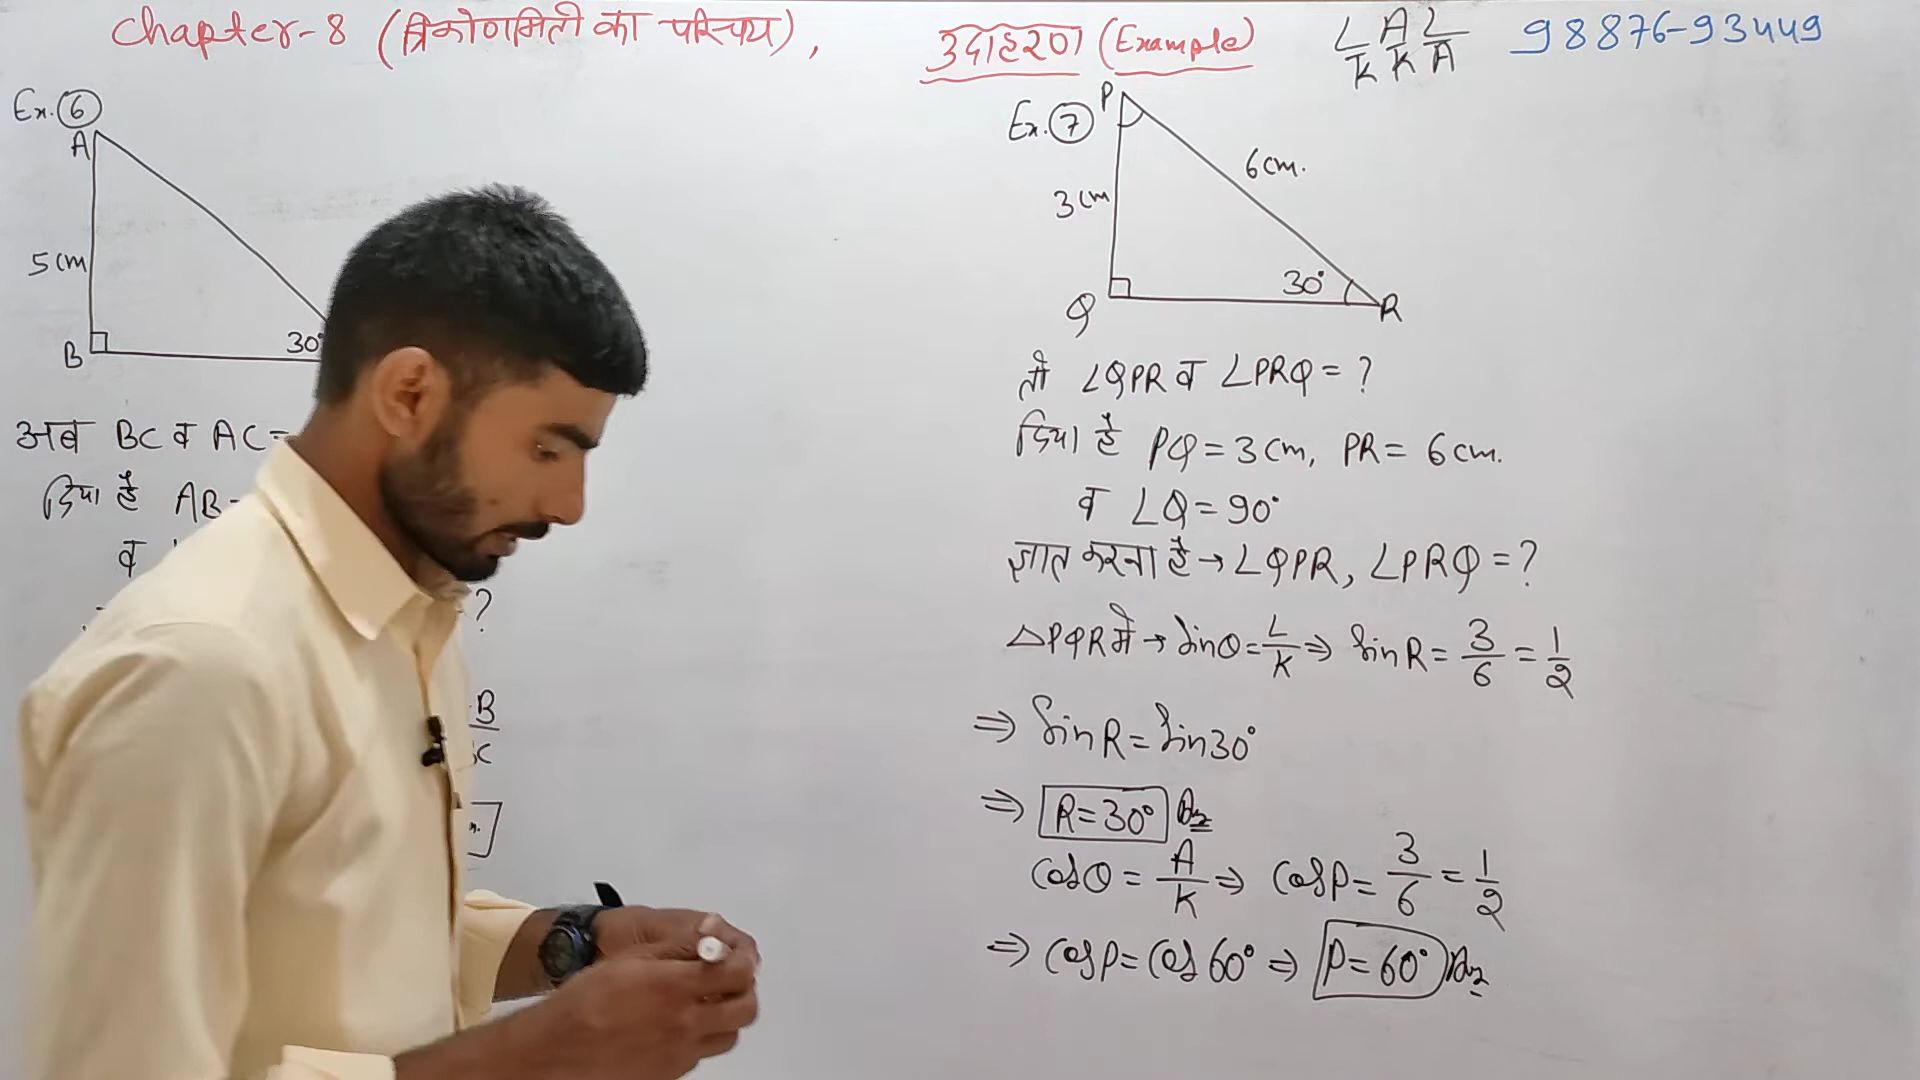 Chapter-8 (त्रिकोणमिती का परिचय), उदाहरण (Example)
L A L
K K A
98876-93449
Ex. 6
A
5cm
B
30°
अब BC व AC=
दिया है AB-
व
?
B
C
Ex. 7
P
6cm.
3cm
Q
30°
R
तो ∠QPR व ∠PRQ = ?
दिया है PQ = 3cm, PR = 6cm.
व ∠Q = 90°
ज्ञात करना है → ∠QPR, ∠PRQ = ?
△PQR में → sinθ = L/K ⇒ sinR = 3/6 = 1/2
⇒ sinR = sin30°
⇒ R = 30° Ans
cosθ = A/K ⇒ cosP = 3/6 = 1/2
⇒ cosP = cos60° ⇒ P = 60° Ans